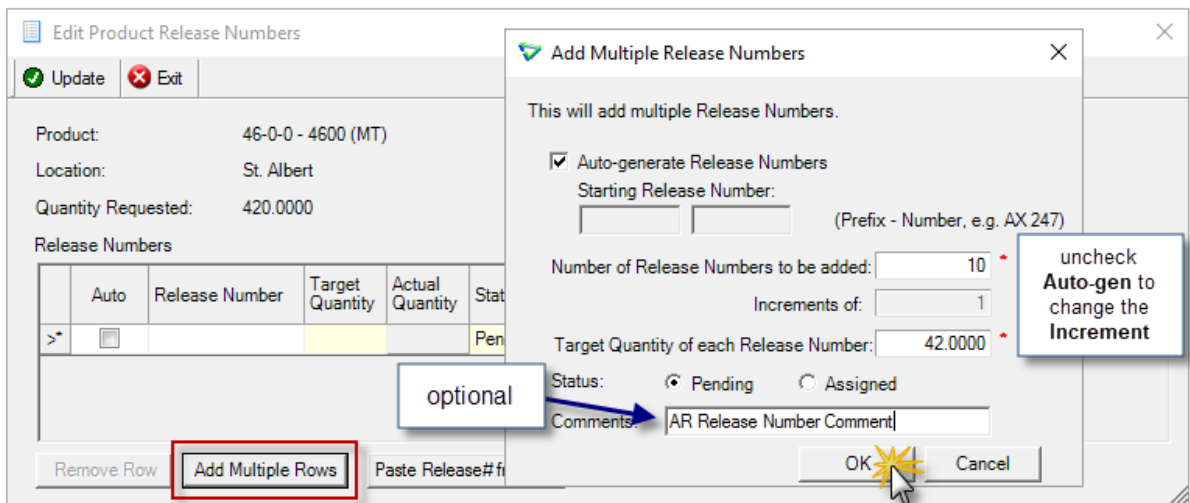 Edit Product Release Numbers
Update Exit
Product: 46-0-0 - 4600 (MT)
Location: St. Albert
Quantity Requested: 420.0000
Release Numbers
Auto Release Number Target Quantity Actual Quantity Stat
>* Pen
Remove Row Add Multiple Rows Paste Release# fr
Add Multiple Release Numbers
This will add multiple Release Numbers.
Auto-generate Release Numbers
Starting Release Number:
(Prefix - Number, e.g. AX 247)
Number of Release Numbers to be added: 10 *
Increments of: 1
Target Quantity of each Release Number: 42.0000 *
Status: Pending Assigned
Comments: AR Release Number Comment
OK Cancel
optional
uncheck
Auto-gen to
change the
Increment